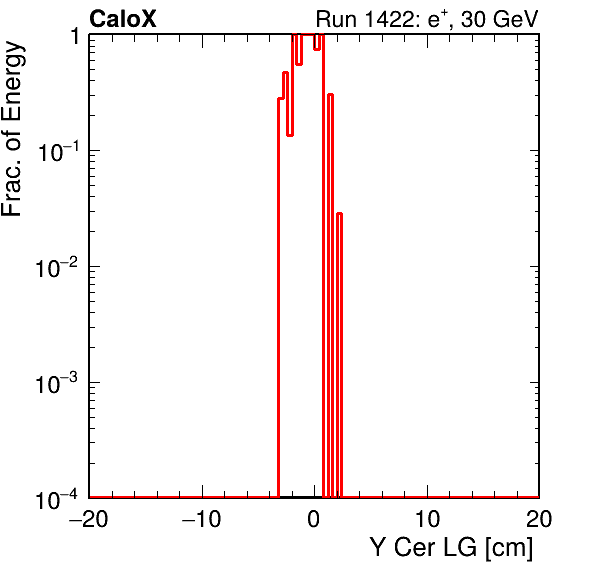 CaloX Run 1422: e⁺, 30 GeV
Frac. of Energy
1
10⁻¹
10⁻²
10⁻³
10⁻⁴
−20 −10 0 10 20
Y Cer LG [cm]